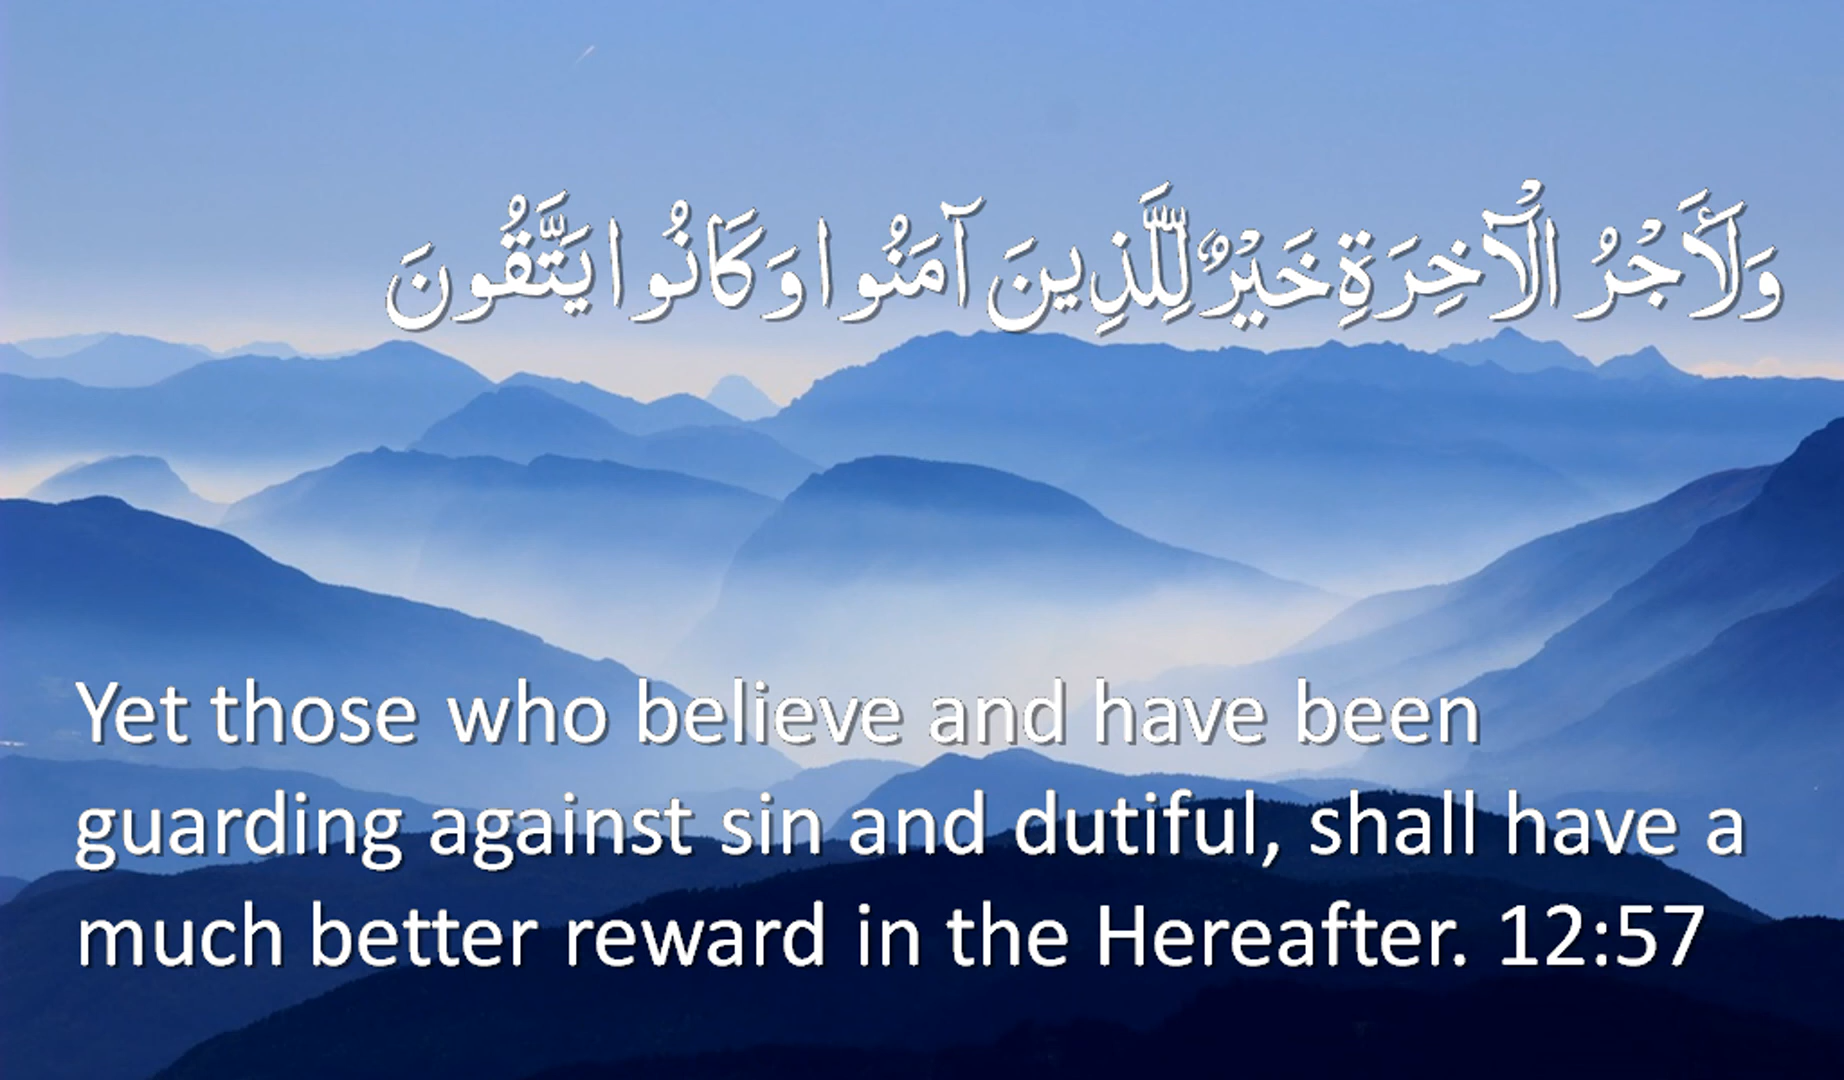 وَلَأَجْرُ الْآخِرَةِ خَيْرٌ لِلَّذِينَ آمَنُوا وَكَانُوا يَتَّقُونَ
Yet those who believe and have been
guarding against sin and dutiful, shall have a
much better reward in the Hereafter. 12:57